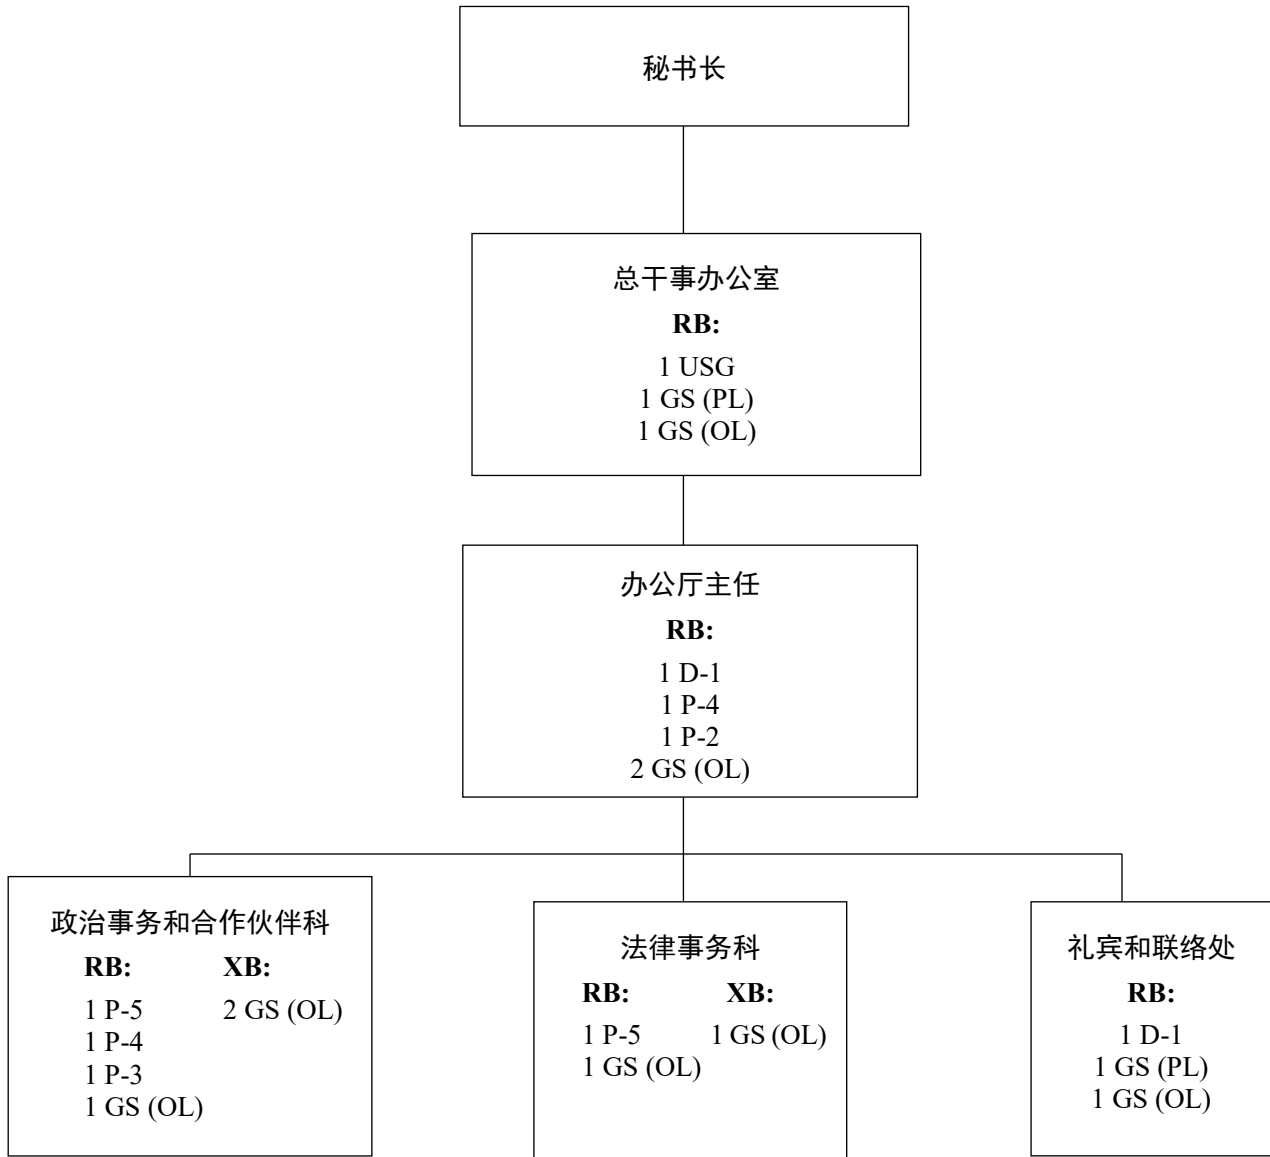 秘书长
总干事办公室
RB:
1 USG
1 GS (PL)
1 GS (OL)
办公厅主任
RB:
1 D-1
1 P-4
1 P-2
2 GS (OL)
政治事务和合作伙伴科
RB: XB:
1 P-5 2 GS (OL)
1 P-4
1 P-3
1 GS (OL)
法律事务科
RB: XB:
1 P-5 1 GS (OL)
1 GS (OL)
礼宾和联络处
RB:
1 D-1
1 GS (PL)
1 GS (OL)